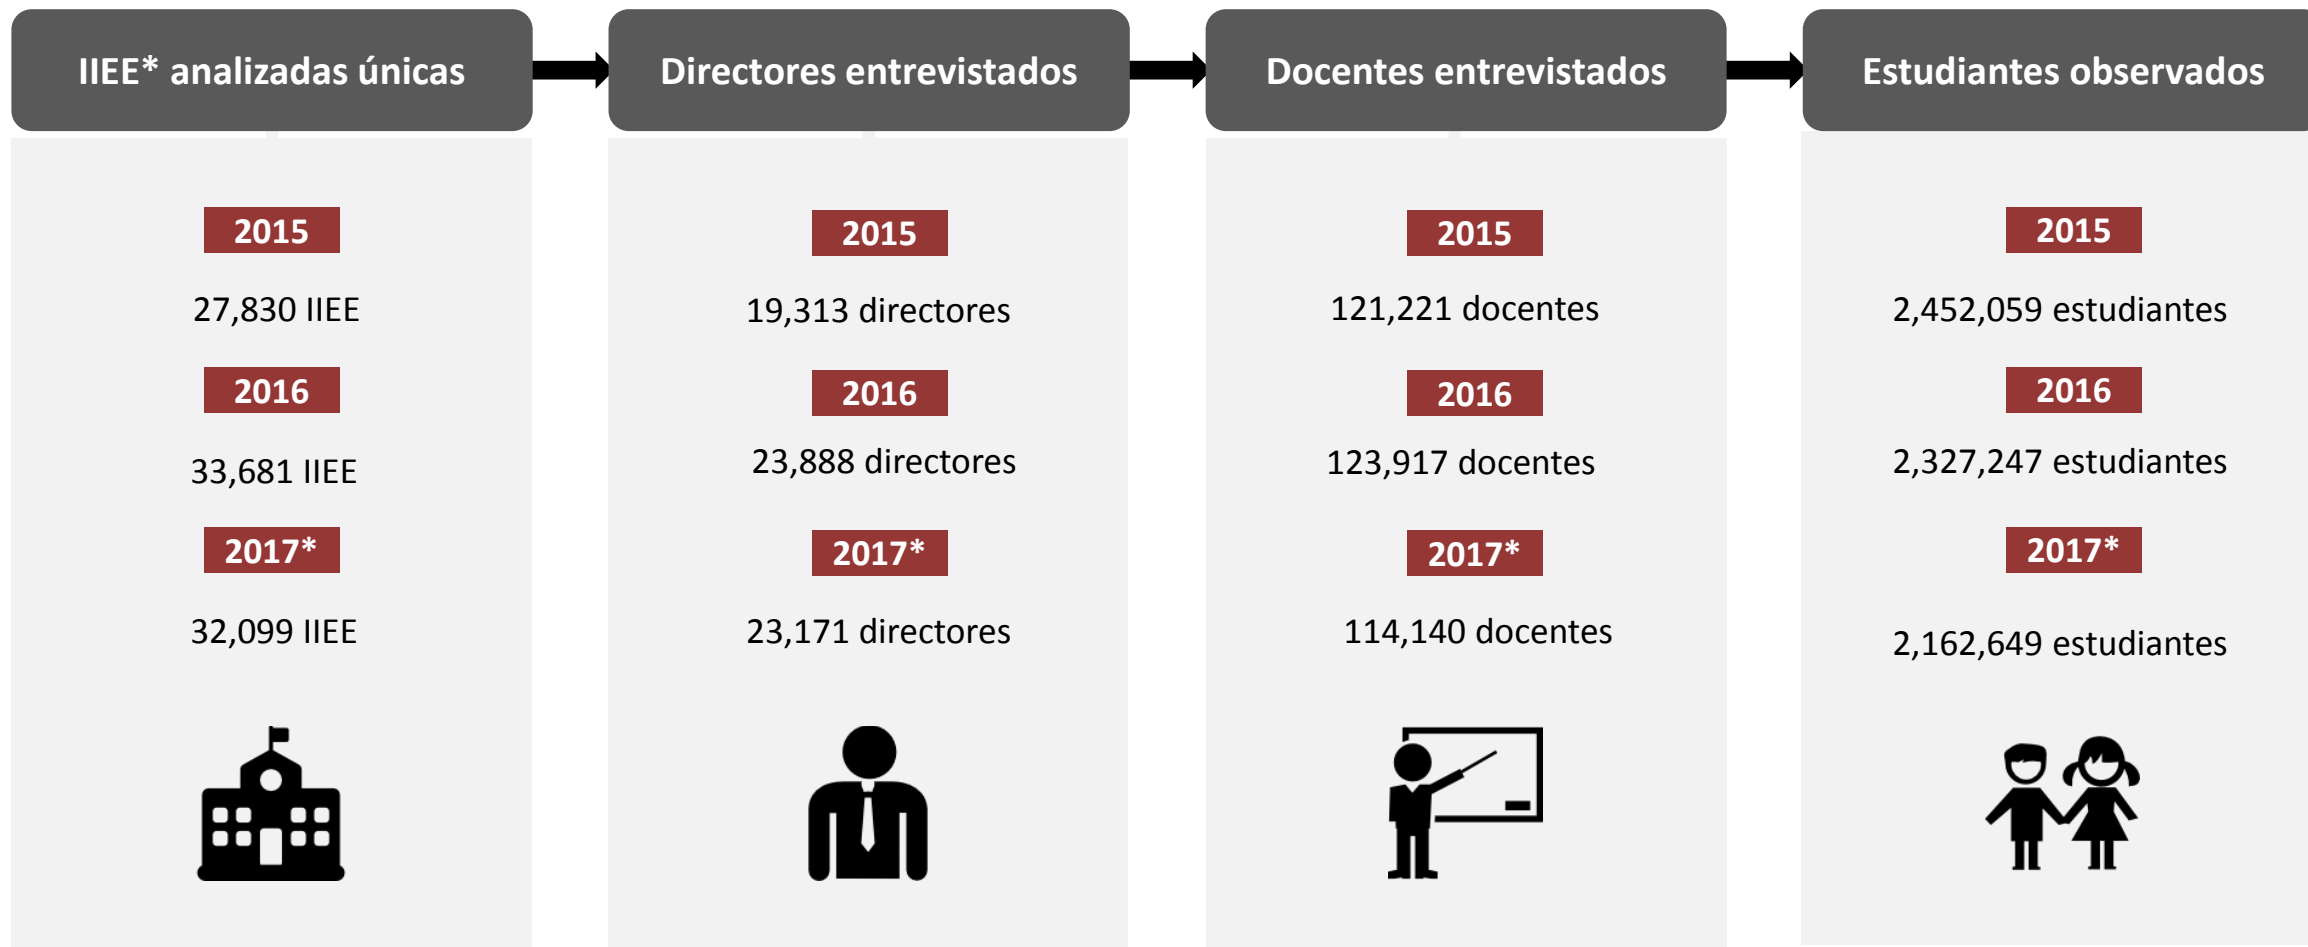 IIEE* analizadas únicas
2015
27,830 IIEE
2016
33,681 IIEE
2017*
32,099 IIEE
Directores entrevistados
2015
19,313 directores
2016
23,888 directores
2017*
23,171 directores
Docentes entrevistados
2015
121,221 docentes
2016
123,917 docentes
2017*
114,140 docentes
Estudiantes observados
2015
2,452,059 estudiantes
2016
2,327,247 estudiantes
2017*
2,162,649 estudiantes